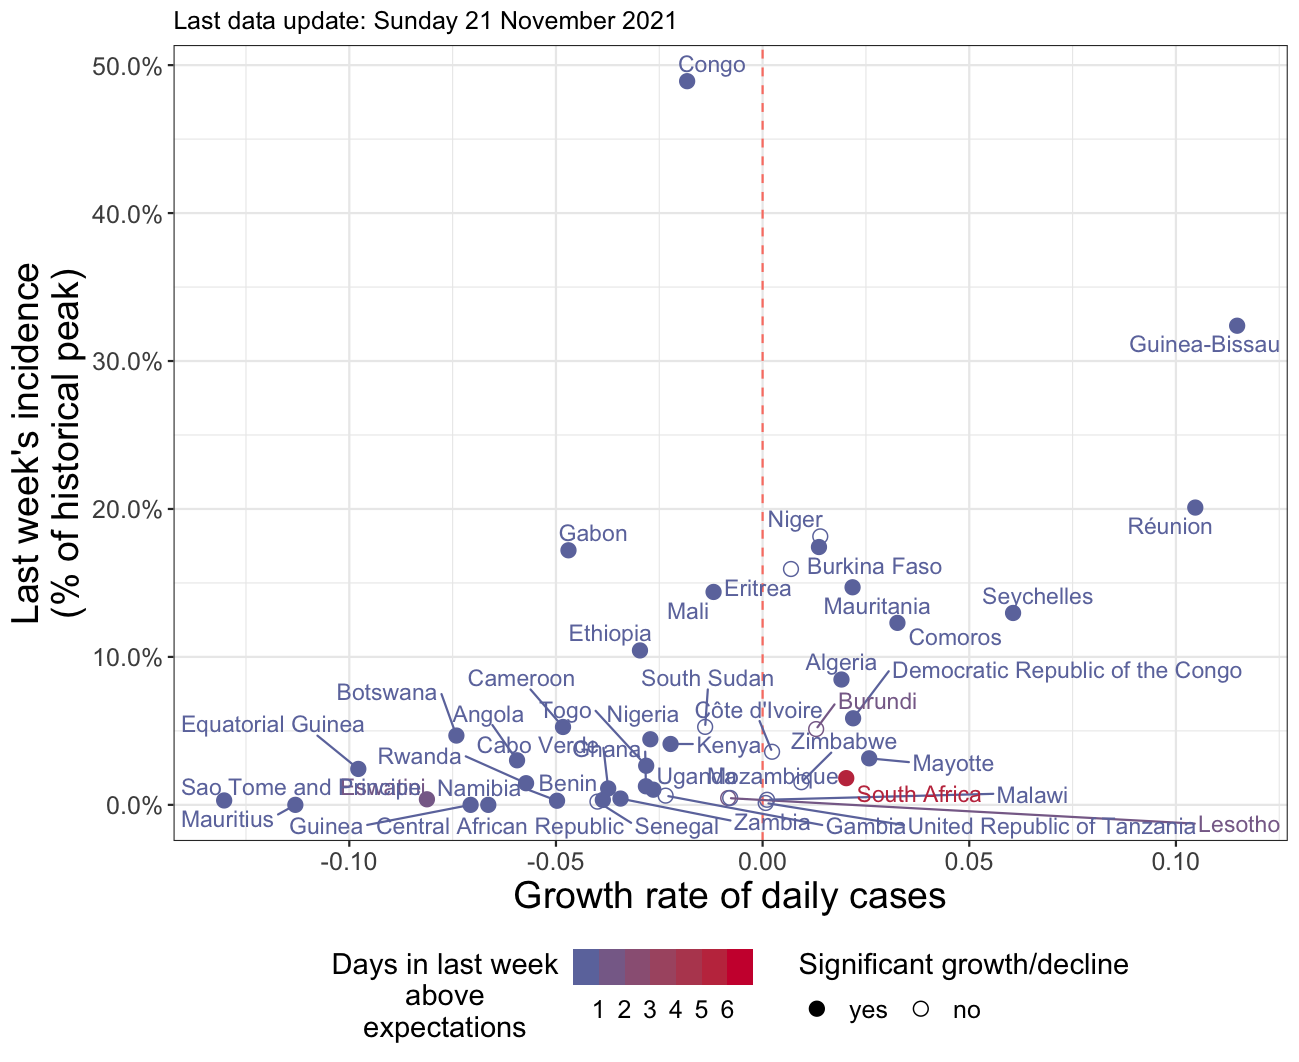 Last data update: Sunday 21 November 2021
Last week's incidence
(% of historical peak)
50.0%
40.0%
30.0%
20.0%
10.0%
0.0%
Congo
Guinea-Bissau
Réunion
Niger
Gabon
Burkina Faso
Eritrea
Mali
Mauritania
Seychelles
Comoros
Ethiopia
Algeria
Democratic Republic of the Congo
Cameroon
South Sudan
Botswana
Burundi
Equatorial Guinea
Angola
Togo
Nigeria
Côte d'Ivoire
Rwanda
Cabo Verde
Ghana
Kenya
Zimbabwe
Mayotte
Sao Tome and Principe
Eswatini
Namibia
Benin
Uganda
Mozambique
South Africa
Malawi
Mauritius
Guinea
Central African Republic
Senegal
Zambia
Gambia
United Republic of Tanzania
Lesotho
-0.10
-0.05
0.00
0.05
0.10
Growth rate of daily cases
Days in last week
above
expectations
1 2 3 4 5 6
Significant growth/decline
yes
no